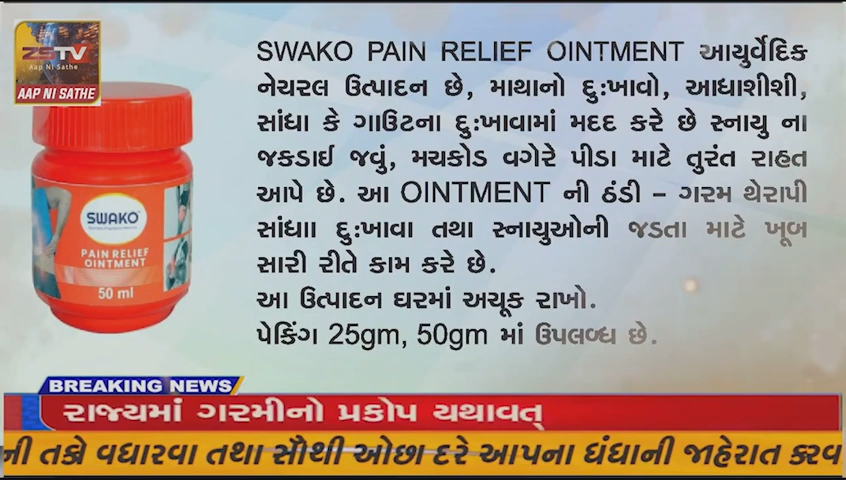 ZSTV
Aap Ni Sathe
AAP NI SATHE
SWAKO PAIN RELIEF OINTMENT આયુર્વેદિક
નેચરલ ઉત્પાદન છે, માથાનો દુઃખાવો, આધાશીશી,
સાંધા કે ગાઉટના દુઃખાવામાં મદદ કરે છે સ્નાયુ ના
જકડાઈ જવું, મચકોડ વગેરે પીડા માટે તુરંત રાહત
આપે છે. આ OINTMENT ની ઠંડી – ગરમ થેરાપી
સાંધાા દુઃખાવા તથા સ્નાયુઓની જડતા માટે ખૂબ
સારી રીતે કામ કરે છે.
આ ઉત્પાદન ઘરમાં અચૂક રાખો.
પેકિંગ 25gm, 50gm માં ઉપલબ્ધ છે.
SWAKO
PAIN RELIEF
OINTMENT
50 ml
BREAKING NEWS
રાજ્યમાં ગરમીનો પ્રકોપ યથાવત્
ની તકો વધારવા તથા સૌથી ઓછા દરે આપના ધંધાની જાહેરાત કરવ